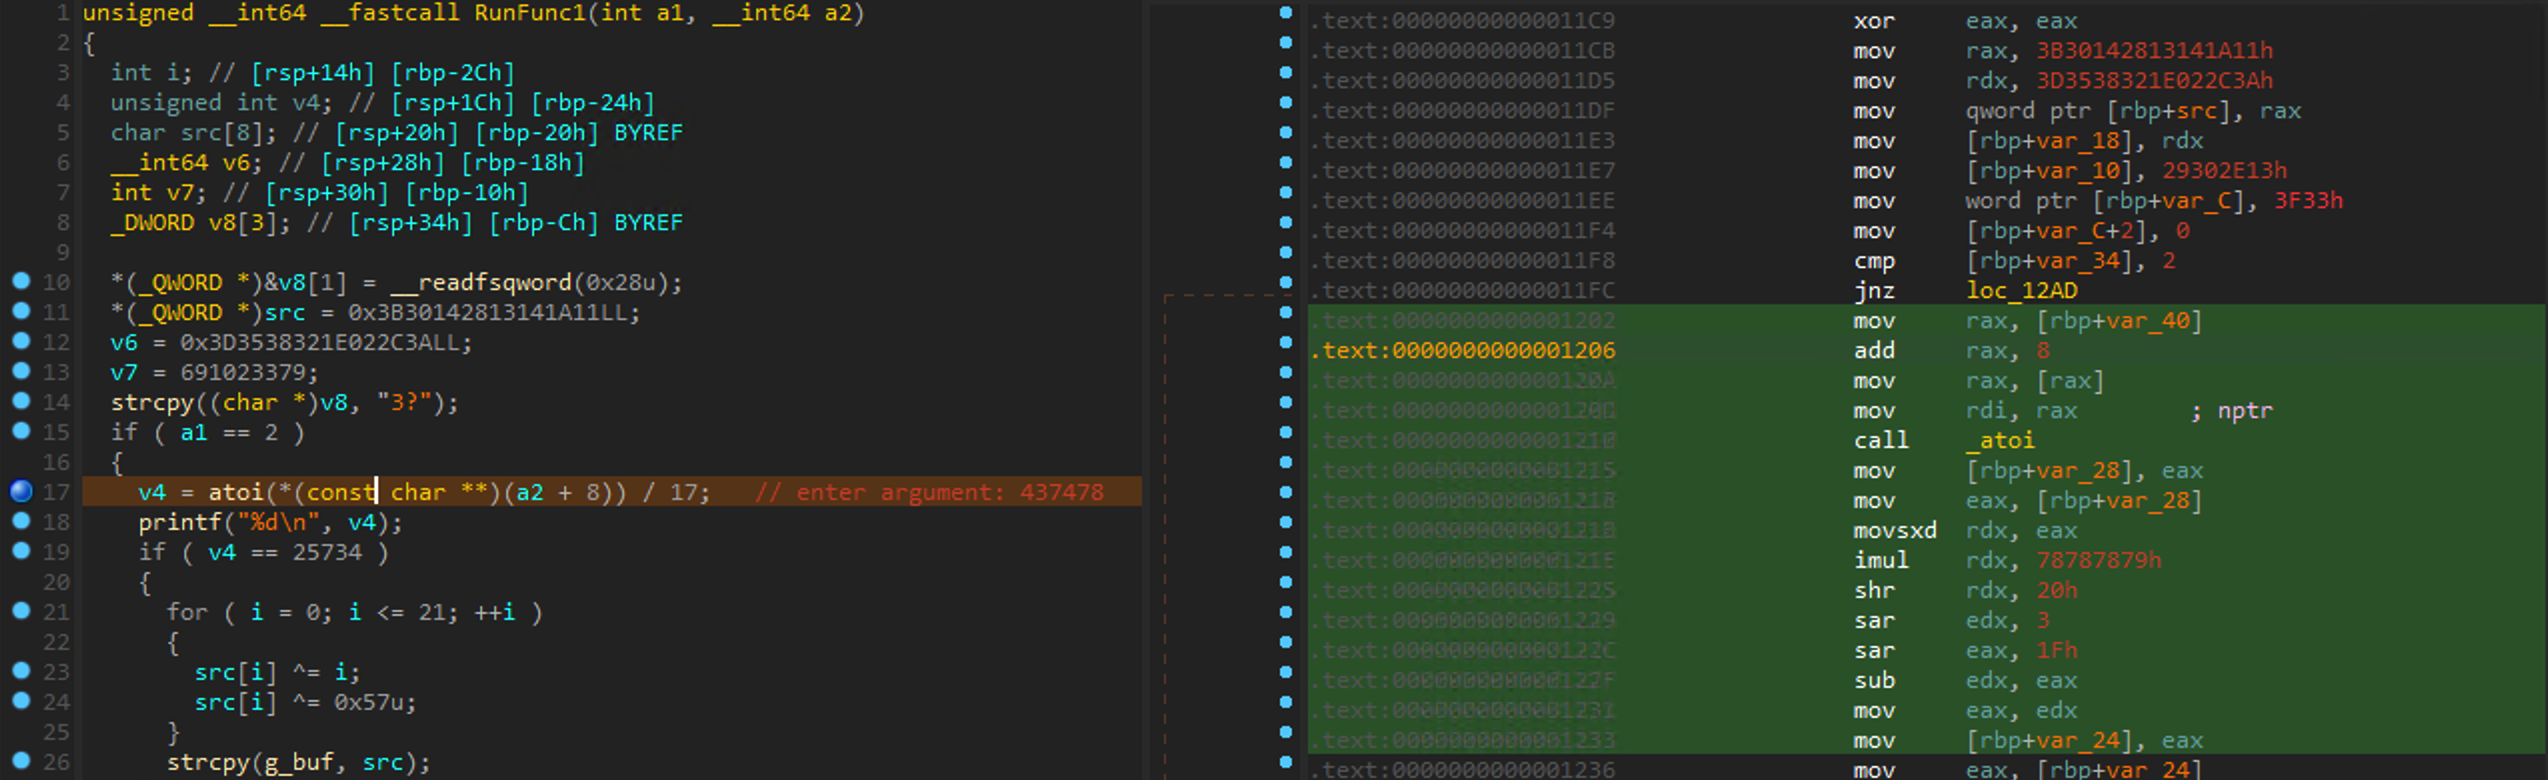 1 unsigned __int64 __fastcall RunFunc1(int a1, __int64 a2)
2 {
3 int i; // [rsp+14h] [rbp-2Ch]
4 unsigned int v4; // [rsp+1Ch] [rbp-24h]
5 char src[8]; // [rsp+20h] [rbp-20h] BYREF
6 __int64 v6; // [rsp+28h] [rbp-18h]
7 int v7; // [rsp+30h] [rbp-10h]
8 _DWORD v8[3]; // [rsp+34h] [rbp-Ch] BYREF
9
10 *(_QWORD *)&v8[1] = __readfsqword(0x28u);
11 *(_QWORD *)src = 0x3B30142813141A11LL;
12 v6 = 0x3D3538321E022C3ALL;
13 v7 = 691023379;
14 strcpy((char *)v8, "3?");
15 if ( a1 == 2 )
16 {
17 v4 = atoi(*(const char **)(a2 + 8)) / 17; // enter argument: 437478
18 printf("%d\n", v4);
19 if ( v4 == 25734 )
20 {
21 for ( i = 0; i <= 21; ++i )
22 {
23 src[i] ^= i;
24 src[i] ^= 0x57u;
25 }
26 strcpy(g_buf, src);
.text:00000000000011C9 xor eax, eax
.text:00000000000011CB mov rax, 3B30142813141A11h
.text:00000000000011D5 mov rdx, 3D3538321E022C3Ah
.text:00000000000011DF mov qword ptr [rbp+src], rax
.text:00000000000011E3 mov [rbp+var_18], rdx
.text:00000000000011E7 mov [rbp+var_10], 29302E13h
.text:00000000000011EE mov word ptr [rbp+var_C], 3F33h
.text:00000000000011F4 mov [rbp+var_C+2], 0
.text:00000000000011F8 cmp [rbp+var_34], 2
.text:00000000000011FC jnz loc_12AD
.text:0000000000001202 mov rax, [rbp+var_40]
.text:0000000000001206 add rax, 8
.text:000000000000120A mov rax, [rax]
.text:000000000000120D mov rdi, rax ; nptr
.text:0000000000001210 call _atoi
.text:0000000000001215 mov [rbp+var_28], eax
.text:0000000000001218 mov eax, [rbp+var_28]
.text:000000000000121B movsxd rdx, eax
.text:000000000000121E imul rdx, 78787879h
.text:0000000000001225 shr rdx, 20h
.text:0000000000001229 sar edx, 3
.text:000000000000122C sar eax, 1Fh
.text:000000000000122F sub edx, eax
.text:0000000000001231 mov eax, edx
.text:0000000000001233 mov [rbp+var_24], eax
.text:0000000000001236 mov eax, [rbp+var_24]